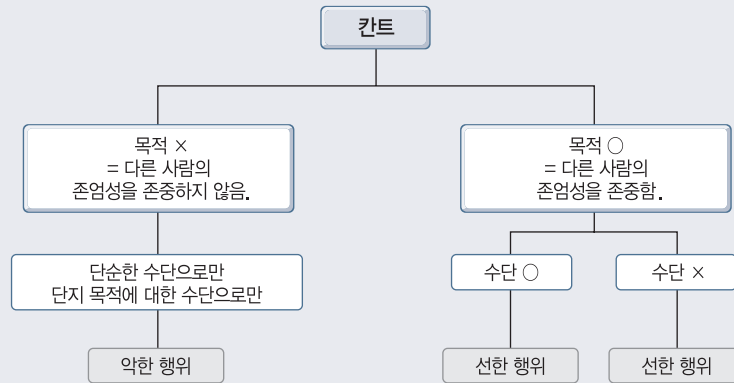 칸트
목적 ×
= 다른 사람의
존엄성을 존중하지 않음.
목적 ○
= 다른 사람의
존엄성을 존중함.
단순한 수단으로만
단지 목적에 대한 수단으로만
수단 ○
수단 ×
악한 행위
선한 행위
선한 행위